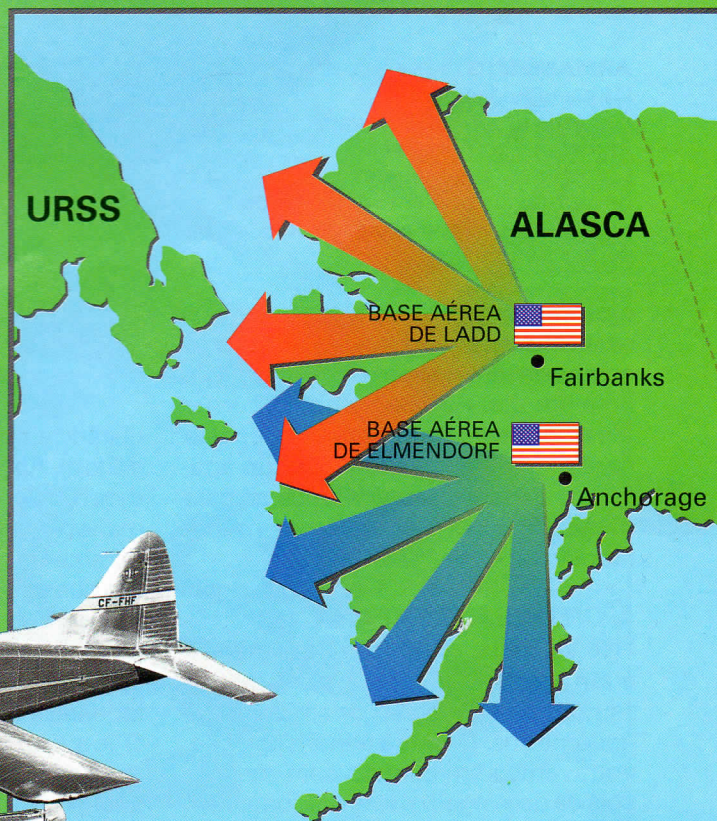 URSS
ALASCA
BASE AÉREA
DE LADD
Fairbanks
BASE AÉREA
DE ELMENDORF
Anchorage
CF-FHF